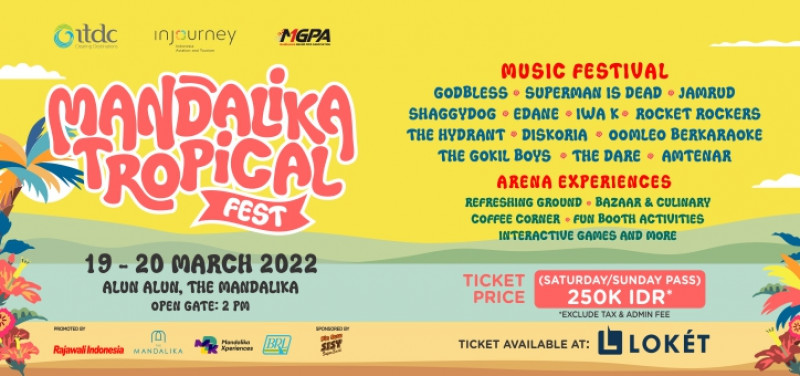 itdc
injourney
MGPA
MANDALIKA
TROPICAL
FEST
19 - 20 MARCH 2022
ALUN ALUN, THE MANDALIKA
OPEN GATE: 2 PM
MUSIC FESTIVAL
GODBLESS • SUPERMAN IS DEAD • JAMRUD
SHAGGYDOG • EDANE • IWA K • ROCKET ROCKERS
THE HYDRANT • DISKORIA • OOMLEO BERKARAOKE
THE GOKIL BOYS • THE DARE • AMTENAR
ARENA EXPERIENCES
REFRESHING GROUND • BAZAAR & CULINARY
COFFEE CORNER • FUN BOOTH ACTIVITIES
INTERACTIVE GAMES AND MORE
TICKET
PRICE
(SATURDAY/SUNDAY PASS)
250K IDR*
*EXCLUDE TAX & ADMIN FEE
PROMOTED BY
Rajawali Indonesia
THE
MANDALIKA
Mandalika
Xperiences
SPONSORED BY
SISY
TICKET AVAILABLE AT: LOKÉT